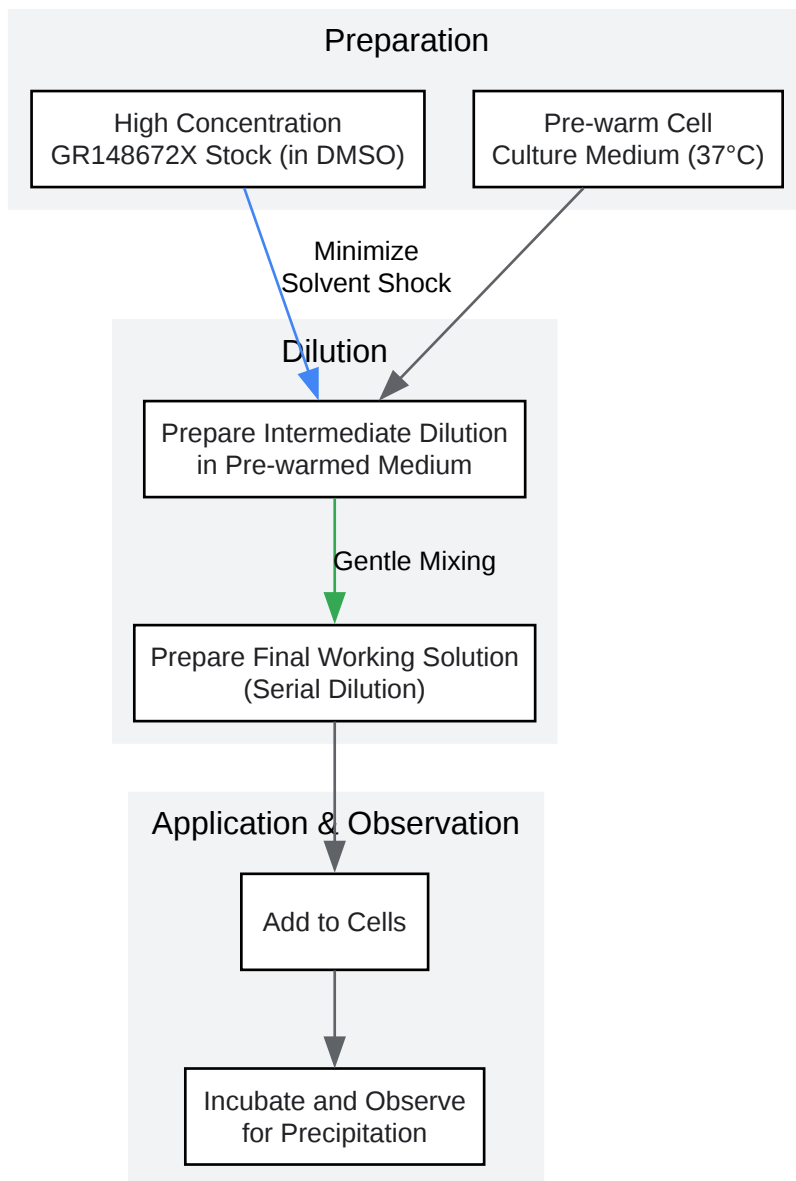 Preparation
High Concentration
GR148672X Stock (in DMSO)
Pre-warm Cell
Culture Medium (37°C)
Minimize
Solvent Shock
Dilution
Prepare Intermediate Dilution
in Pre-warmed Medium
Gentle Mixing
Prepare Final Working Solution
(Serial Dilution)
Application & Observation
Add to Cells
Incubate and Observe
for Precipitation